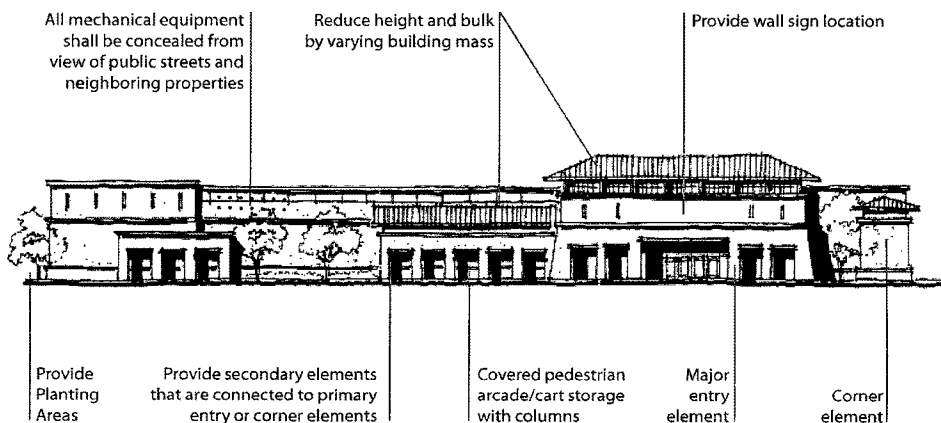 All mechanical equipment
shall be concealed from
view of public streets and
neighboring properties
Reduce height and bulk
by varying building mass
Provide wall sign location
Provide
Planting
Areas
Provide secondary elements
that are connected to primary
entry or corner elements
Covered pedestrian
arcade/cart storage
with columns
Major
entry
element
Corner
element